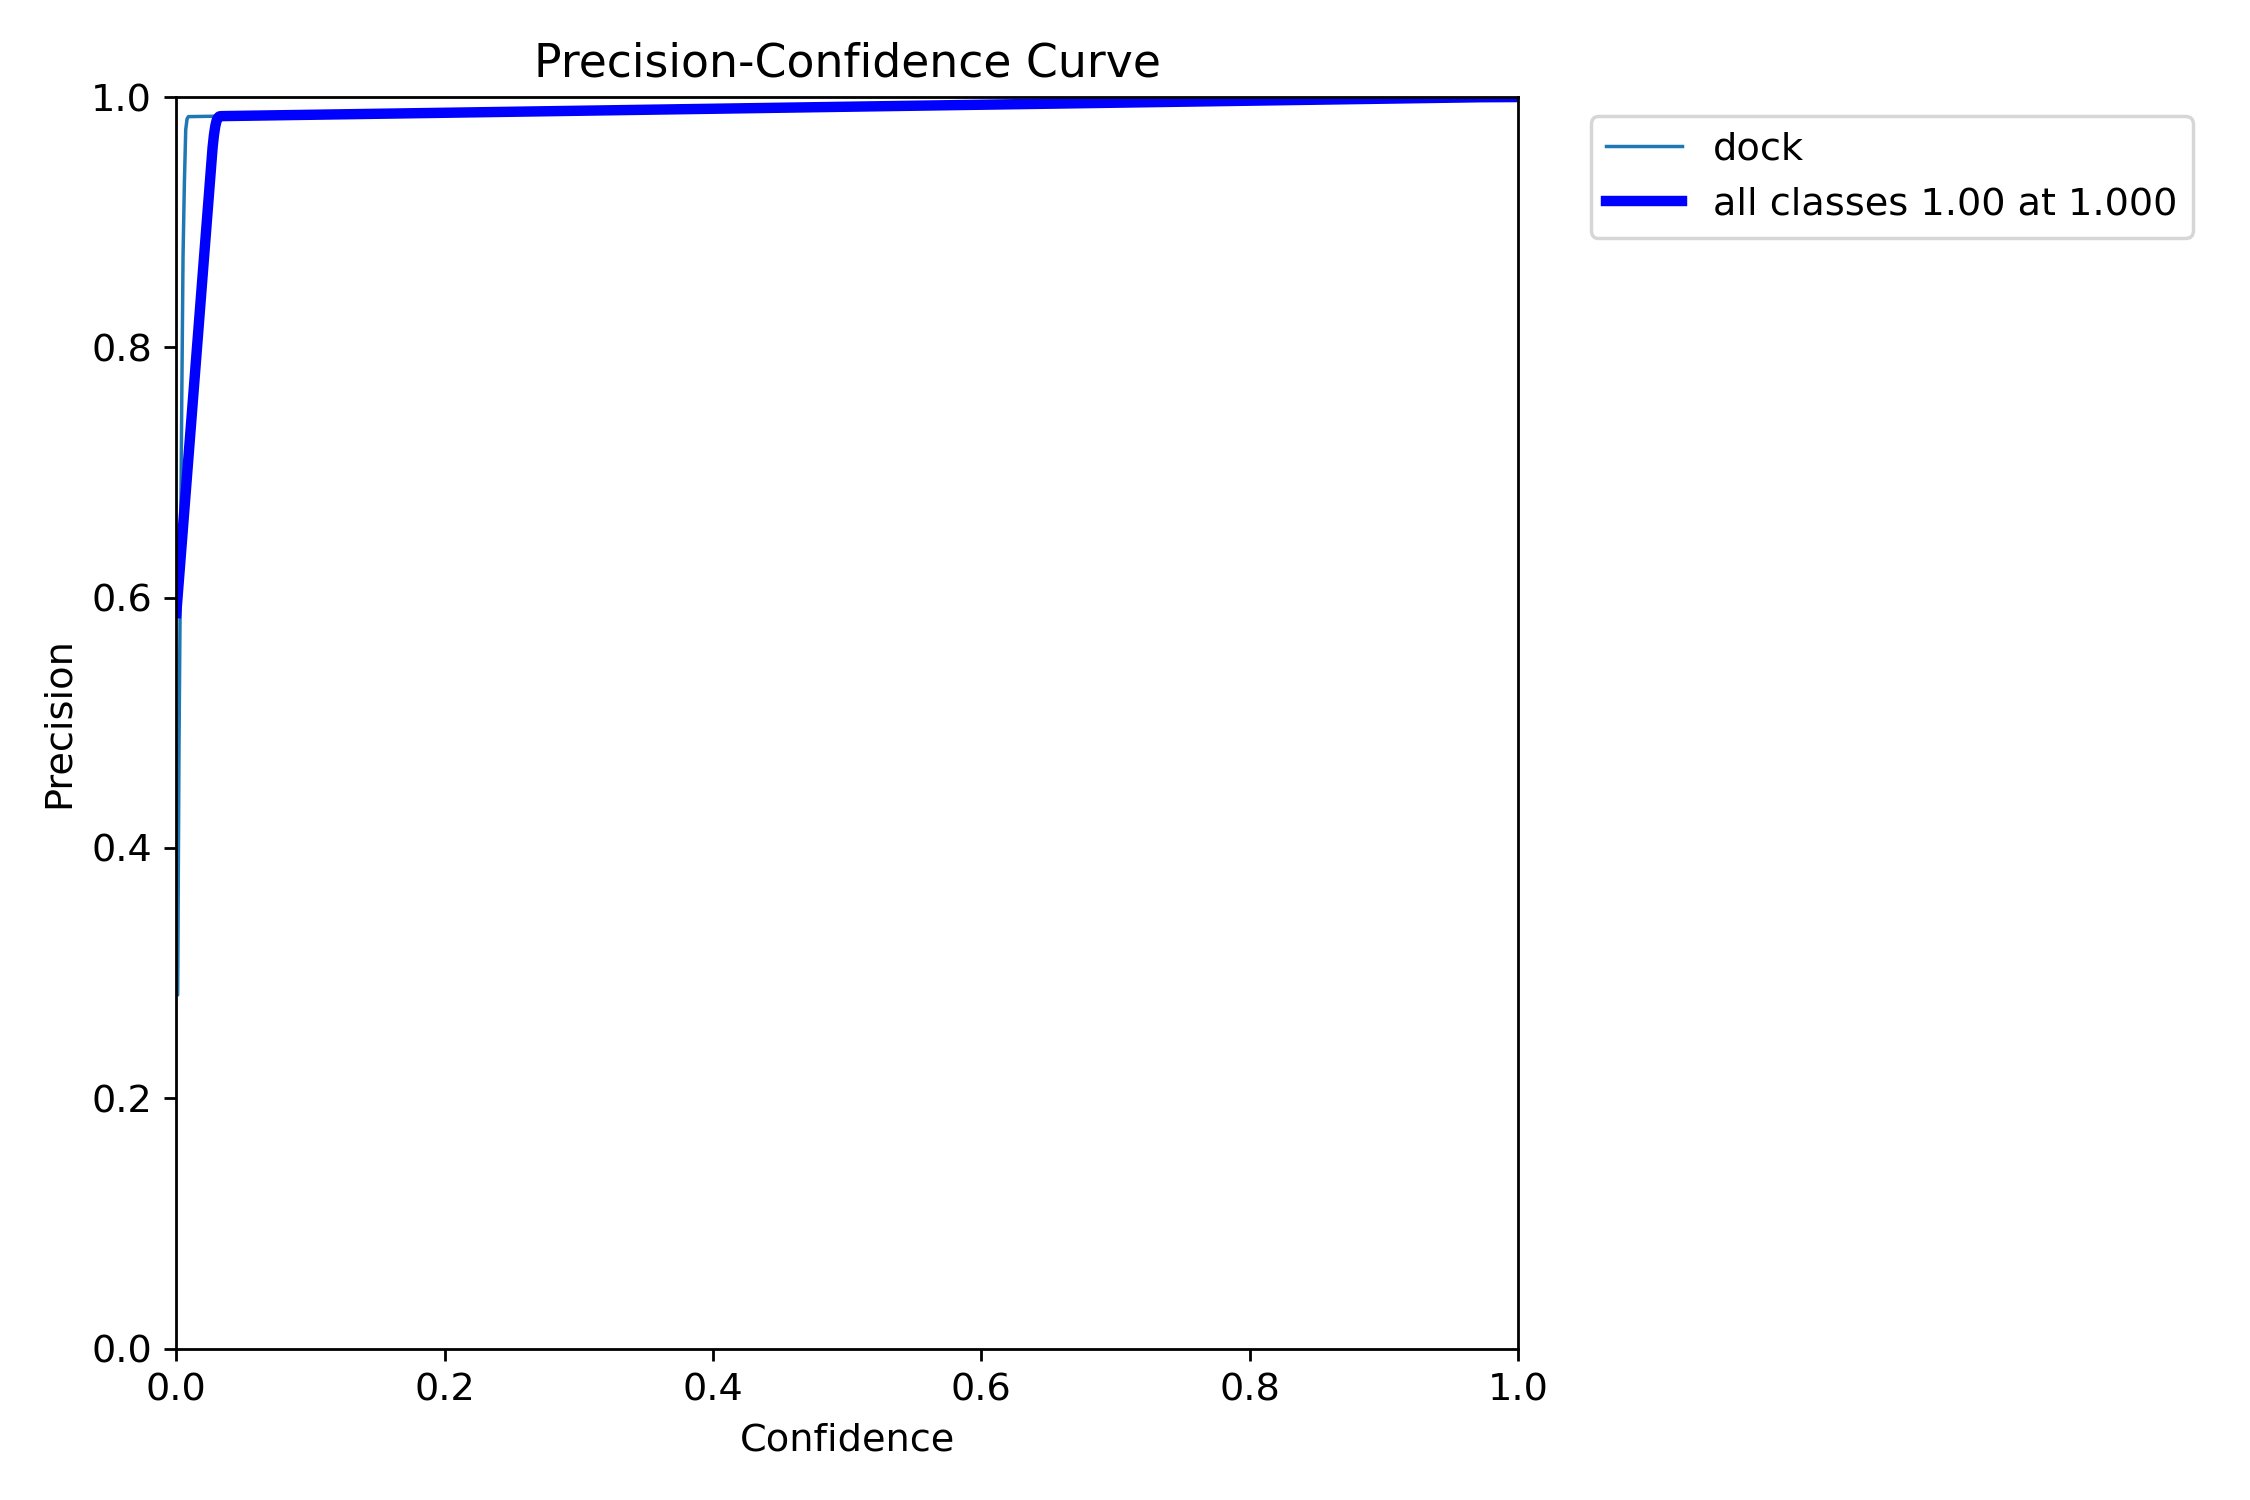 Precision-Confidence Curve
1.0
0.8
0.6
0.4
0.2
0.0
Precision
0.0 0.2 0.4 0.6 0.8 1.0
Confidence
dock
all classes 1.00 at 1.000